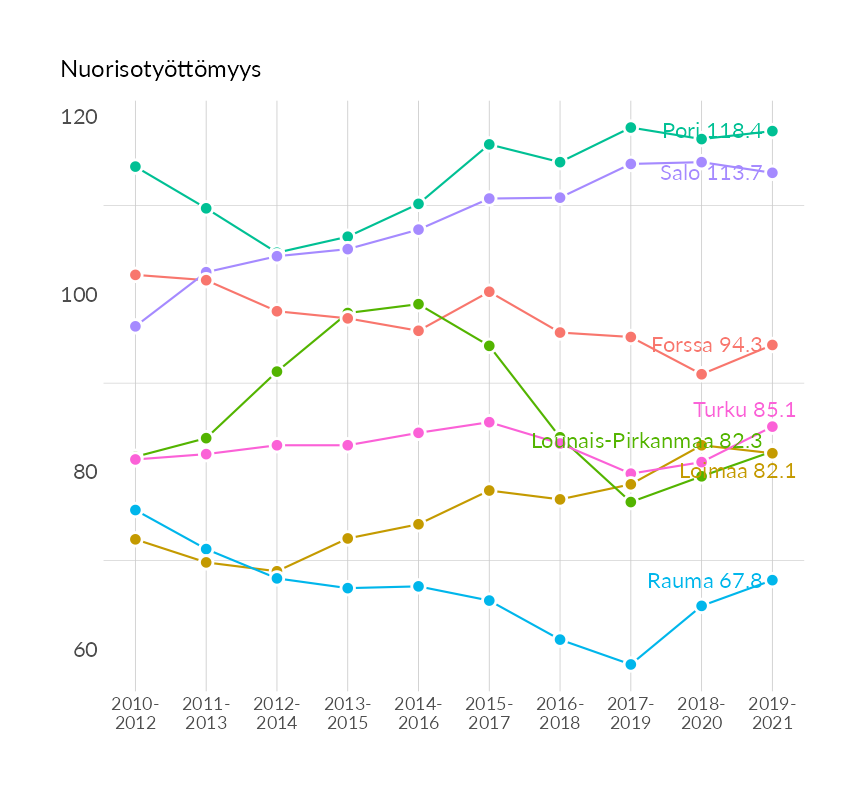 Nuorisotyöttömyys
120
Pori 118.4
Salo 113.7
100
Forssa 94.3
Turku 85.1
Lounais-Pirkanmaa 82.3
80
Loimaa 82.1
Rauma 67.8
60
2010- 2011- 2012- 2013- 2014- 2015- 2016- 2017- 2018- 2019-
2012 2013 2014 2015 2016 2017 2018 2019 2020 2021